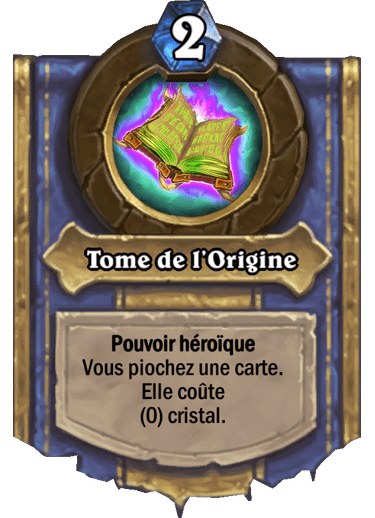 2
Tome de l'Origine
Pouvoir héroïque
Vous piochez une carte.
Elle coûte
(0) cristal.